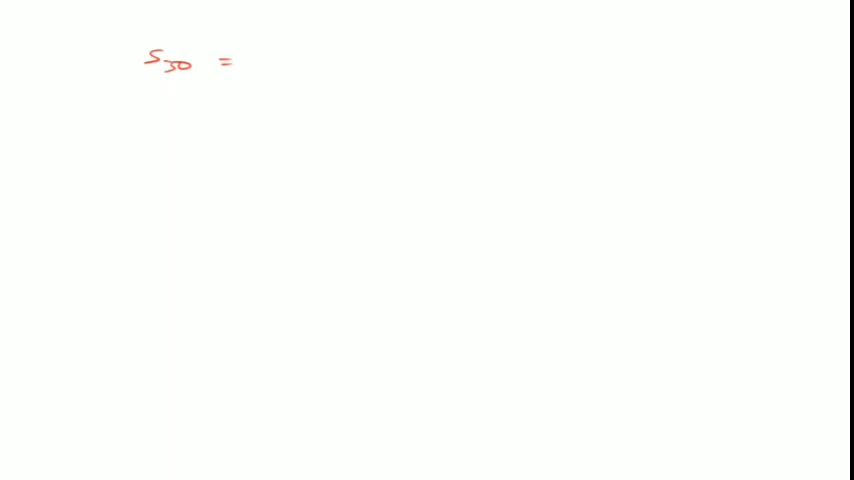 S₃₀ =